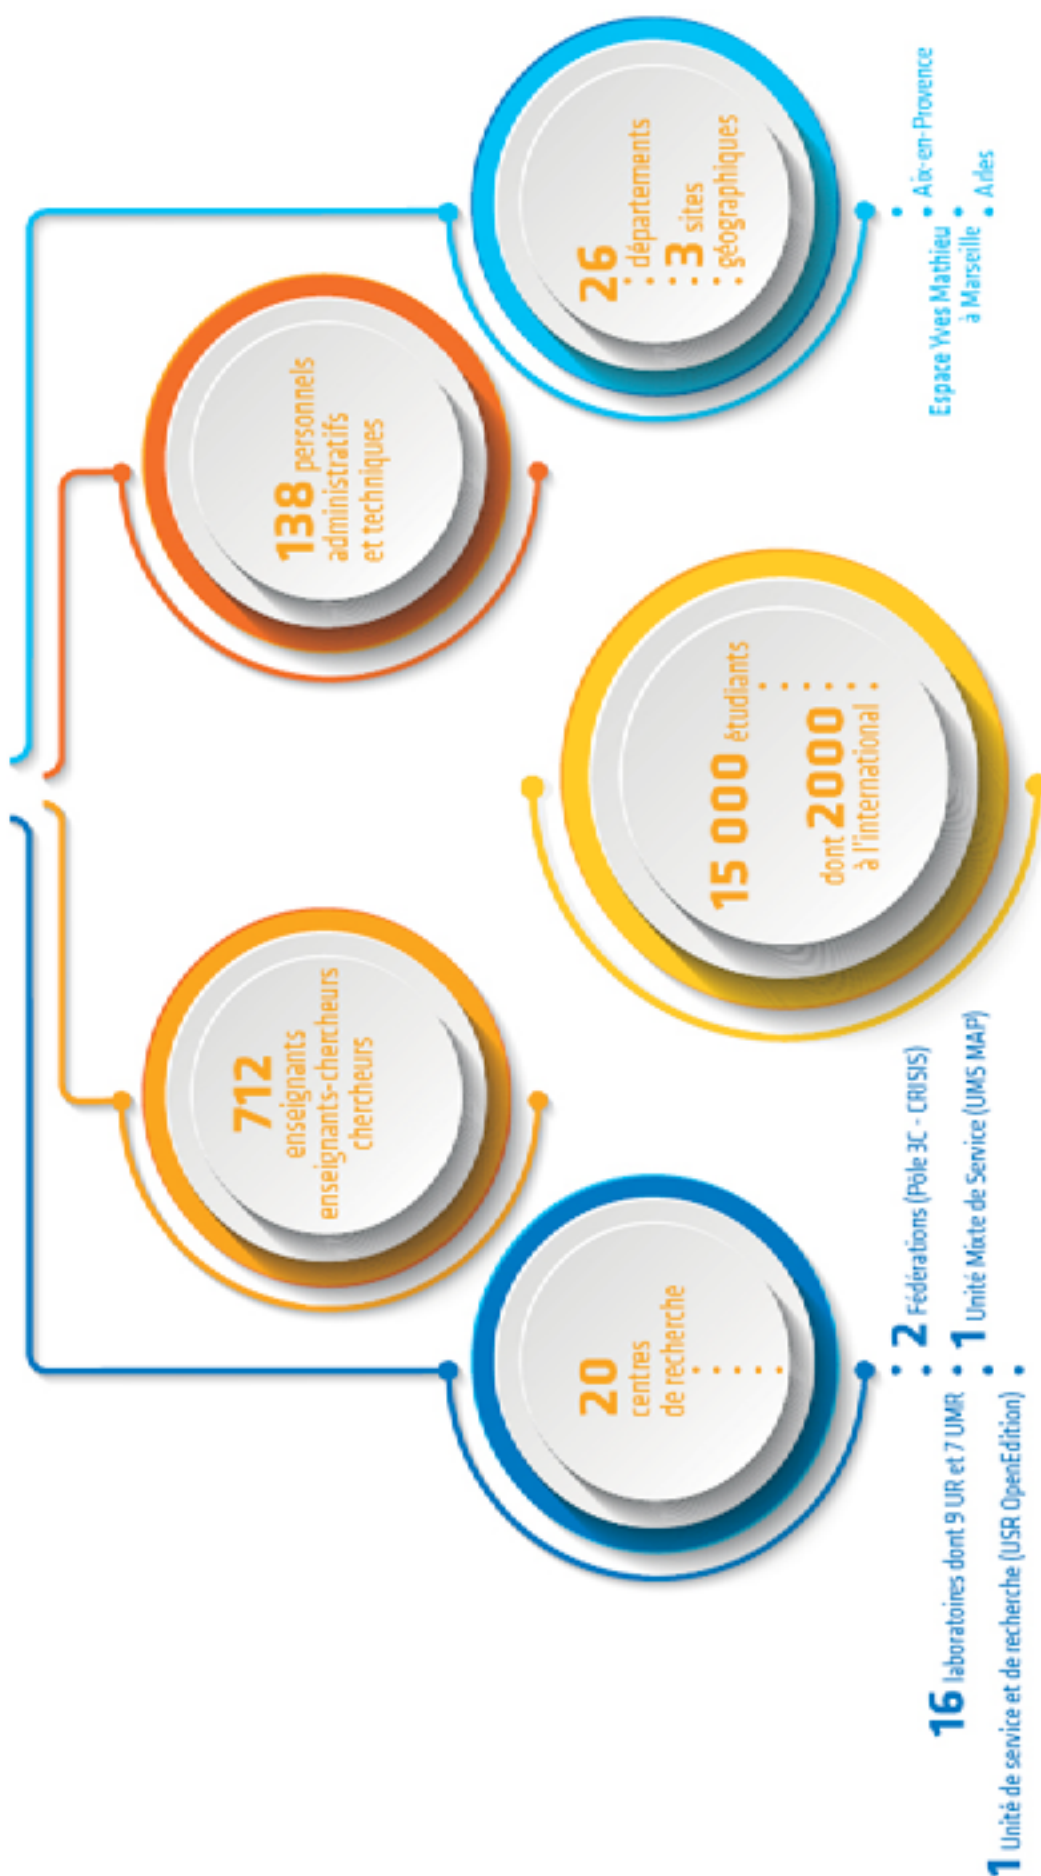 712
enseignants
enseignants-chercheurs
chercheurs
138 personnels
administratifs
et techniques
20
centres
de recherche
26
départements
3 sites
géographiques
15 000 étudiants
dont 2000
à l'international
2 Fédérations (Pôle 3C - CRISIS)
16 laboratoires dont 9 UR et 7 UMR
1 Unité Mixte de Service (UMS MAP)
1 Unité de service et de recherche (USR OpenEdition)
Aix-en-Provence
Espace Yves Mathieu
à Marseille
Arles